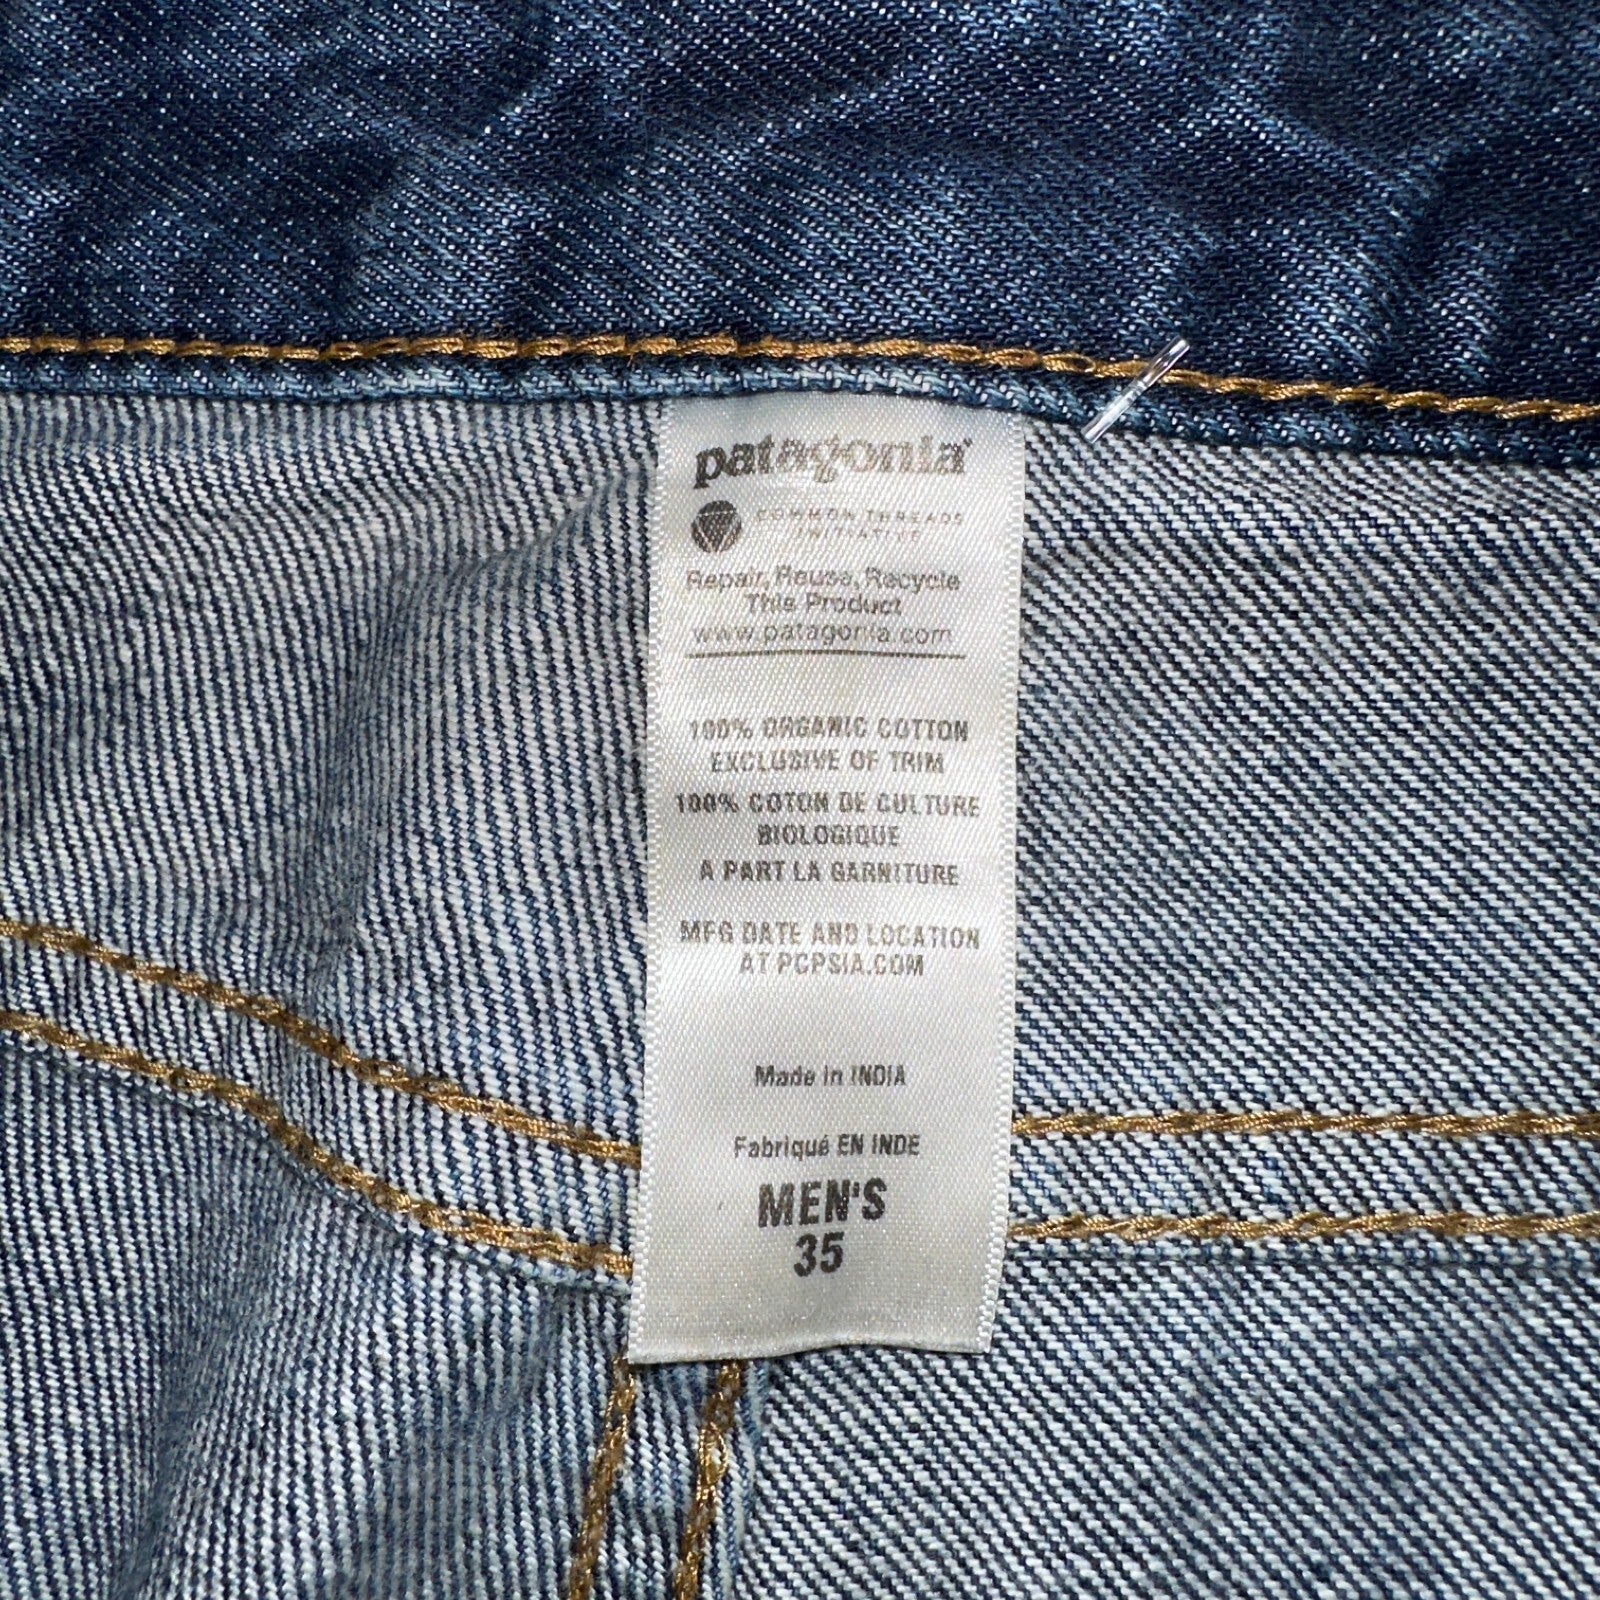 patagonia®
COMMON THREADS
INITIATIVE
Repair, Reuse, Recycle
This Product
www.patagonia.com
100% ORGANIC COTTON
EXCLUSIVE OF TRIM
100% COTON DE CULTURE
BIOLOGIQUE
A PART LA GARNITURE
MFG DATE AND LOCATION
AT PCPSIA.COM
Made in INDIA
Fabriqué EN INDE
MEN'S
35